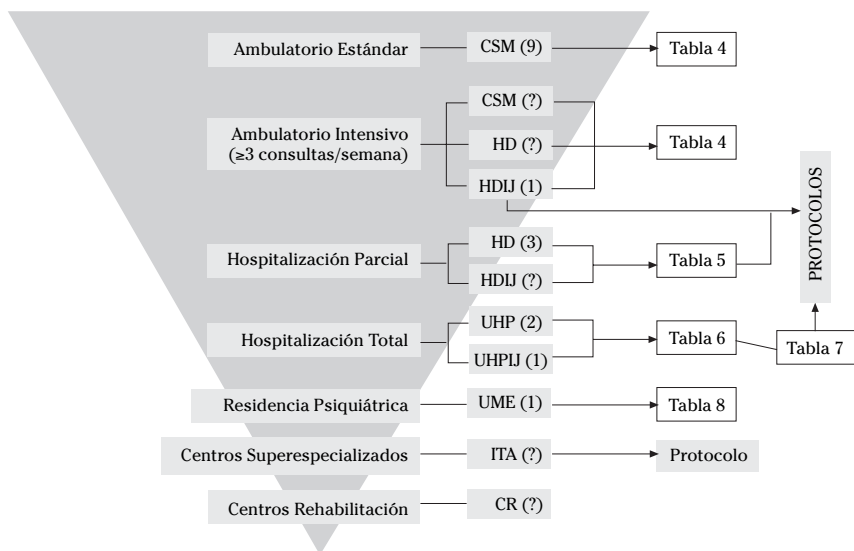 Ambulatorio Estándar
CSM (9)
Tabla 4
Ambulatorio Intensivo
(≥3 consultas/semana)
CSM (?)
HD (?)
HDIJ (1)
Tabla 4
PROTOCOLOS
Hospitalización Parcial
HD (3)
HDIJ (?)
Tabla 5
Hospitalización Total
UHP (2)
UHPIJ (1)
Tabla 6
Tabla 7
Residencia Psiquiátrica
UME (1)
Tabla 8
Centros Superespecializados
ITA (?)
Protocolo
Centros Rehabilitación
CR (?)